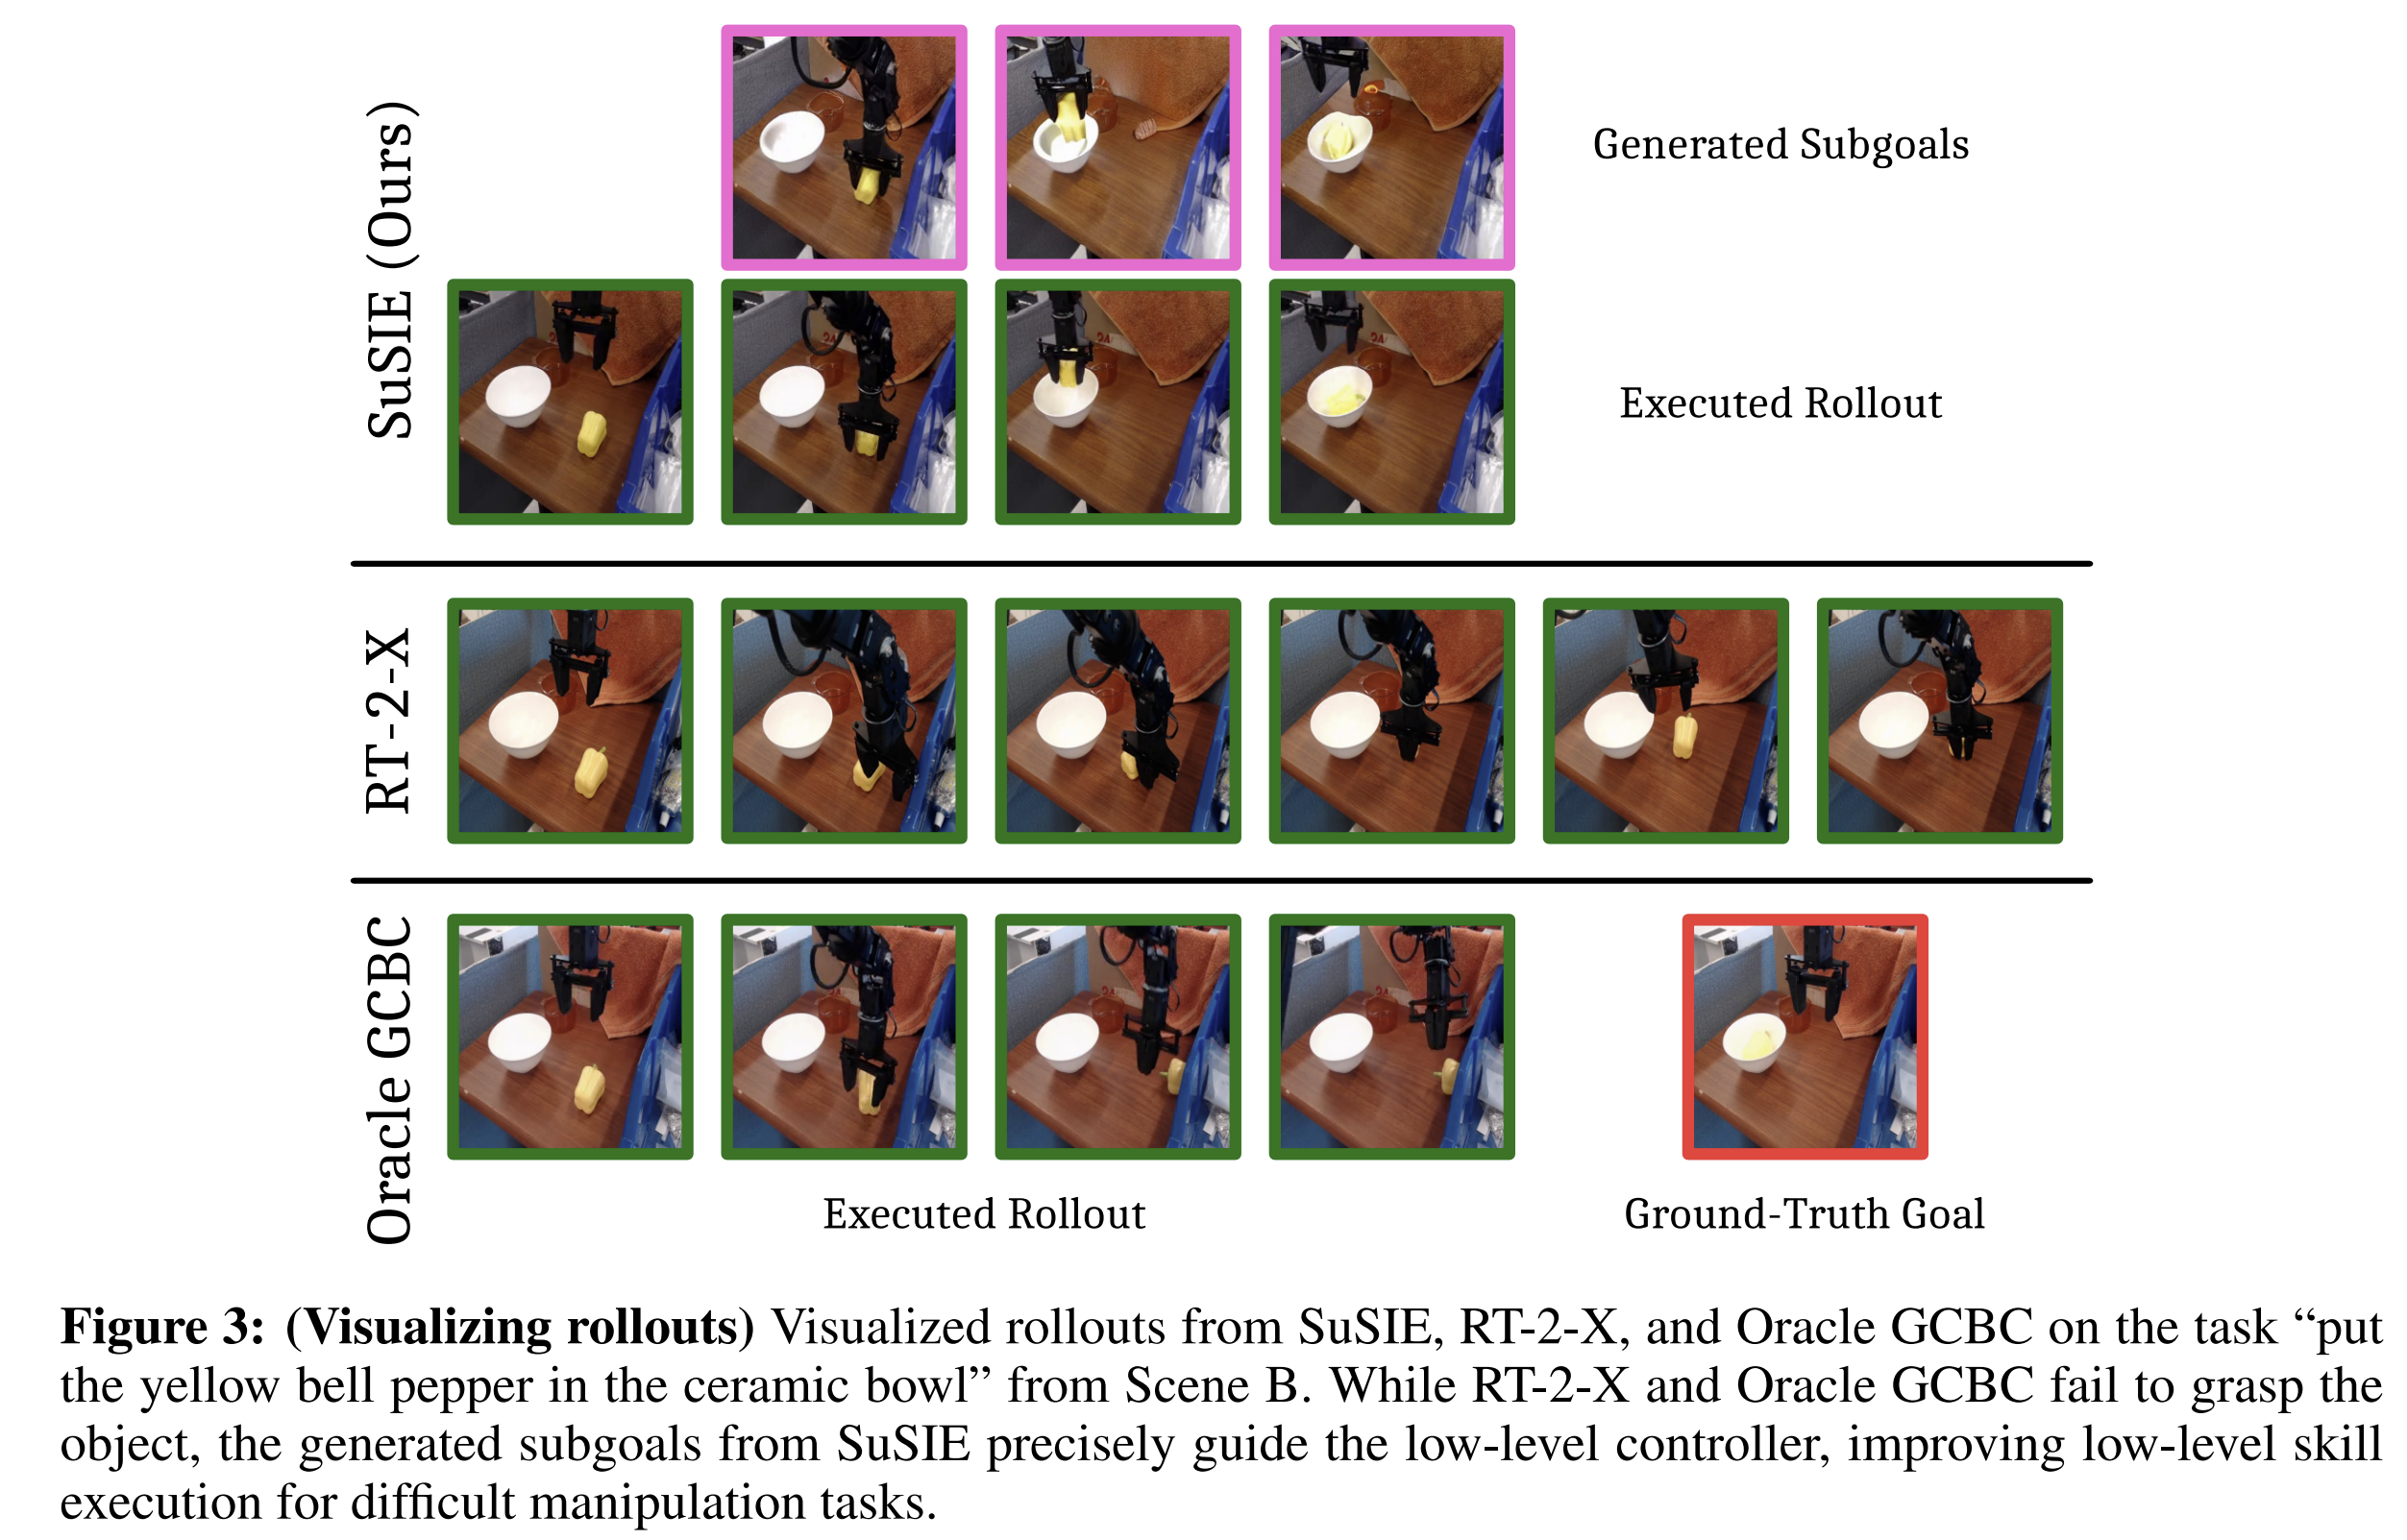 SuSIE (Ours)
Generated Subgoals
Executed Rollout
RT-2-X
Oracle GCBC
Executed Rollout
Ground-Truth Goal
Figure 3: (Visualizing rollouts) Visualized rollouts from SuSIE, RT-2-X, and Oracle GCBC on the task “put
the yellow bell pepper in the ceramic bowl” from Scene B. While RT-2-X and Oracle GCBC fail to grasp the
object, the generated subgoals from SuSIE precisely guide the low-level controller, improving low-level skill
execution for difficult manipulation tasks.